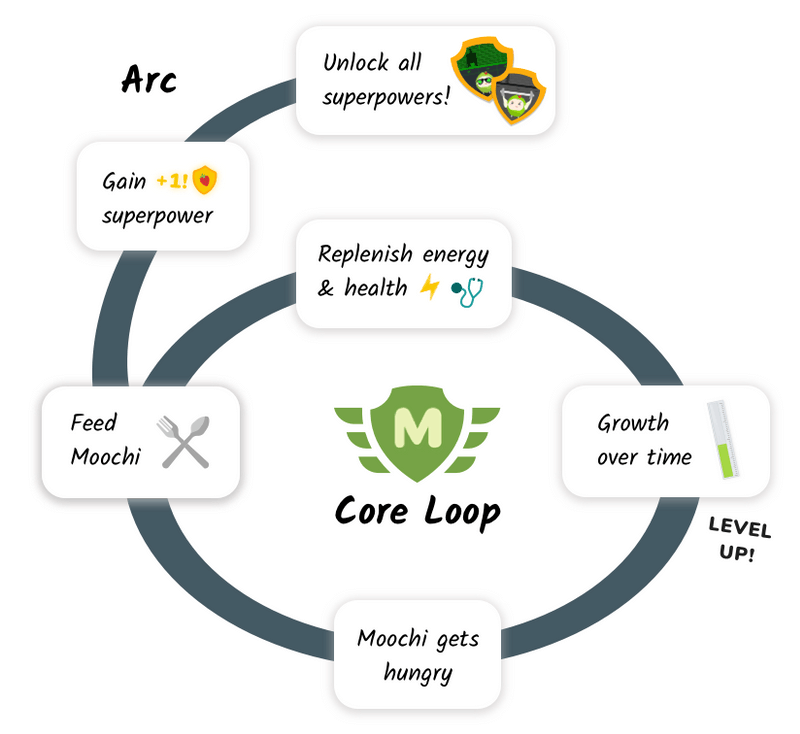 Arc
Unlock all
superpowers!
Gain +1!
superpower
Replenish energy
& health
Feed
Moochi
M
Core Loop
Growth
over time
LEVEL
UP!
Moochi gets
hungry